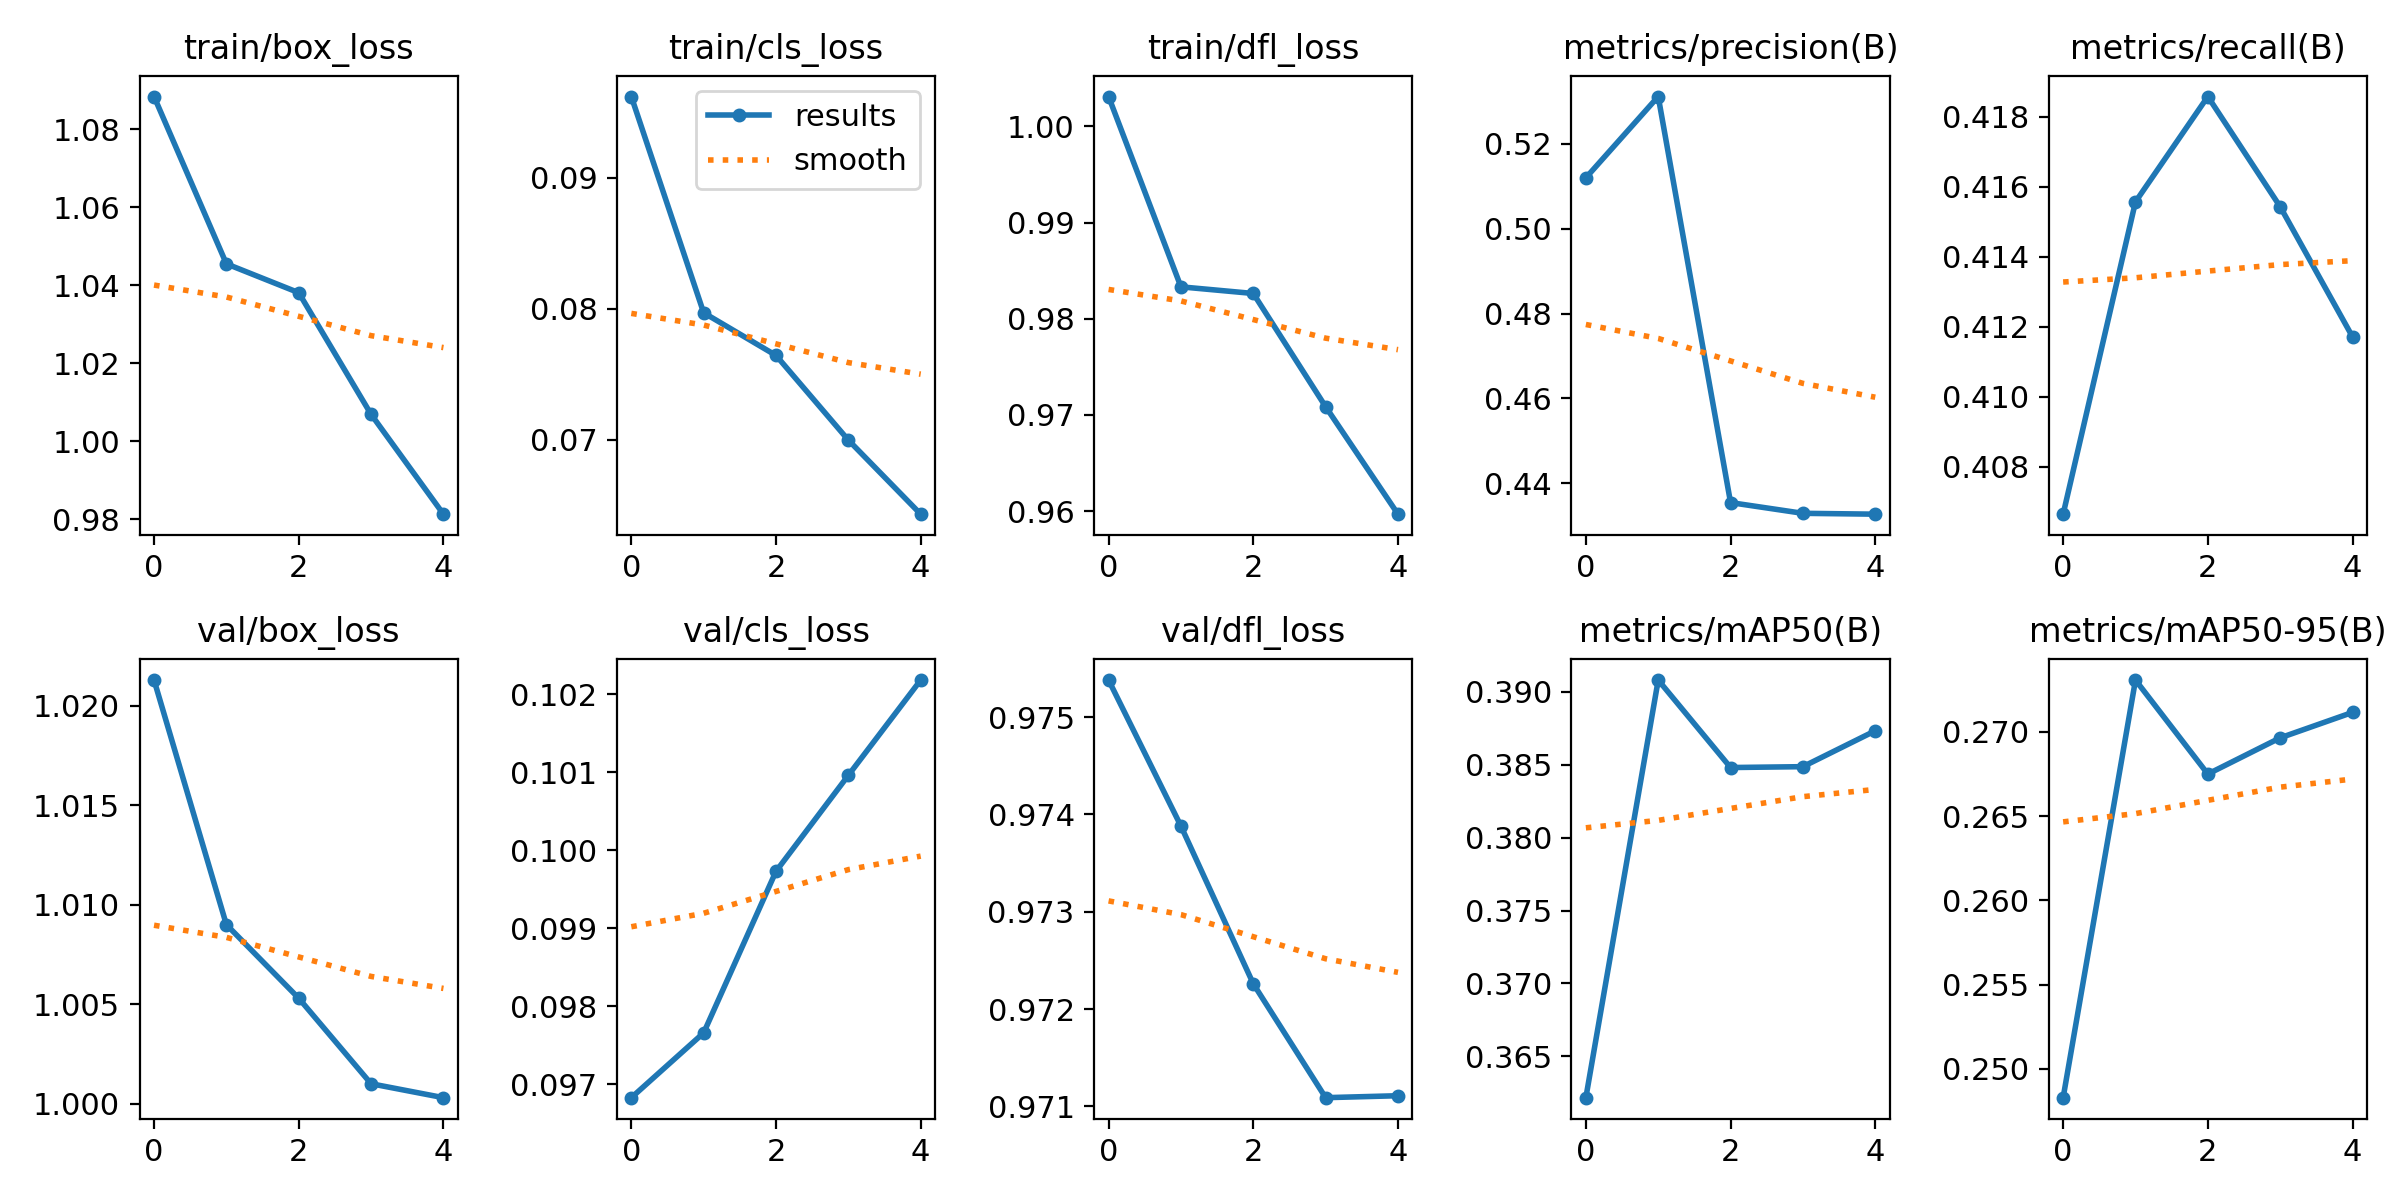 train/box_loss
train/cls_loss
train/dfl_loss
metrics/precision(B)
metrics/recall(B)
1.08
1.06
1.04
1.02
1.00
0.98
0 2 4
results
smooth
0.09
0.08
0.07
0 2 4
1.00
0.99
0.98
0.97
0.96
0 2 4
0.52
0.50
0.48
0.46
0.44
0 2 4
0.418
0.416
0.414
0.412
0.410
0.408
0 2 4
val/box_loss
val/cls_loss
val/dfl_loss
metrics/mAP50(B)
metrics/mAP50-95(B)
1.020
1.015
1.010
1.005
1.000
0 2 4
0.102
0.101
0.100
0.099
0.098
0.097
0 2 4
0.975
0.974
0.973
0.972
0.971
0 2 4
0.390
0.385
0.380
0.375
0.370
0.365
0 2 4
0.270
0.265
0.260
0.255
0.250
0 2 4